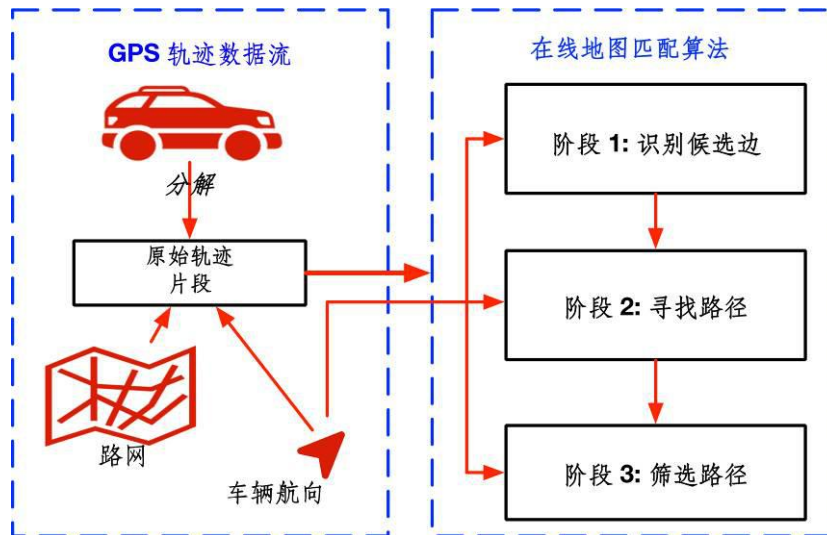 GPS 轨迹数据流
分解
原始轨迹
片段
路网
车辆航向
在线地图匹配算法
阶段 1: 识别候选边
阶段 2: 寻找路径
阶段 3: 筛选路径